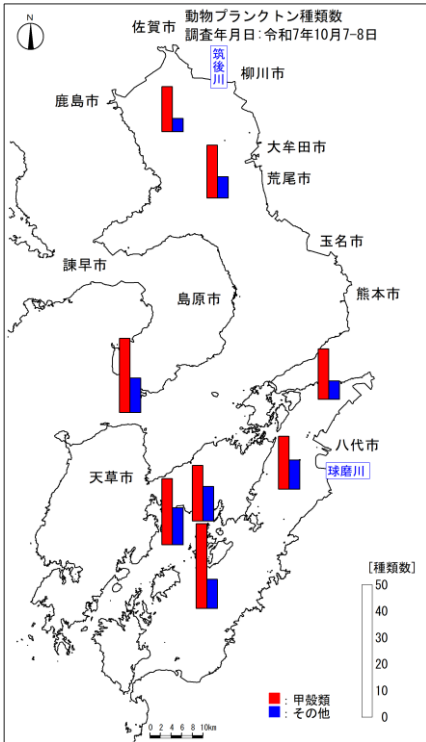 動物プランクトン種類数
調査年月日:令和7年10月7-8日
N
佐賀市
筑後川
柳川市
鹿島市
大牟田市
荒尾市
玉名市
諫早市
熊本市
島原市
八代市
球磨川
天草市
[種類数]
50
40
30
20
10
0
:甲殻類
:その他
0 2 4 6 8 10km